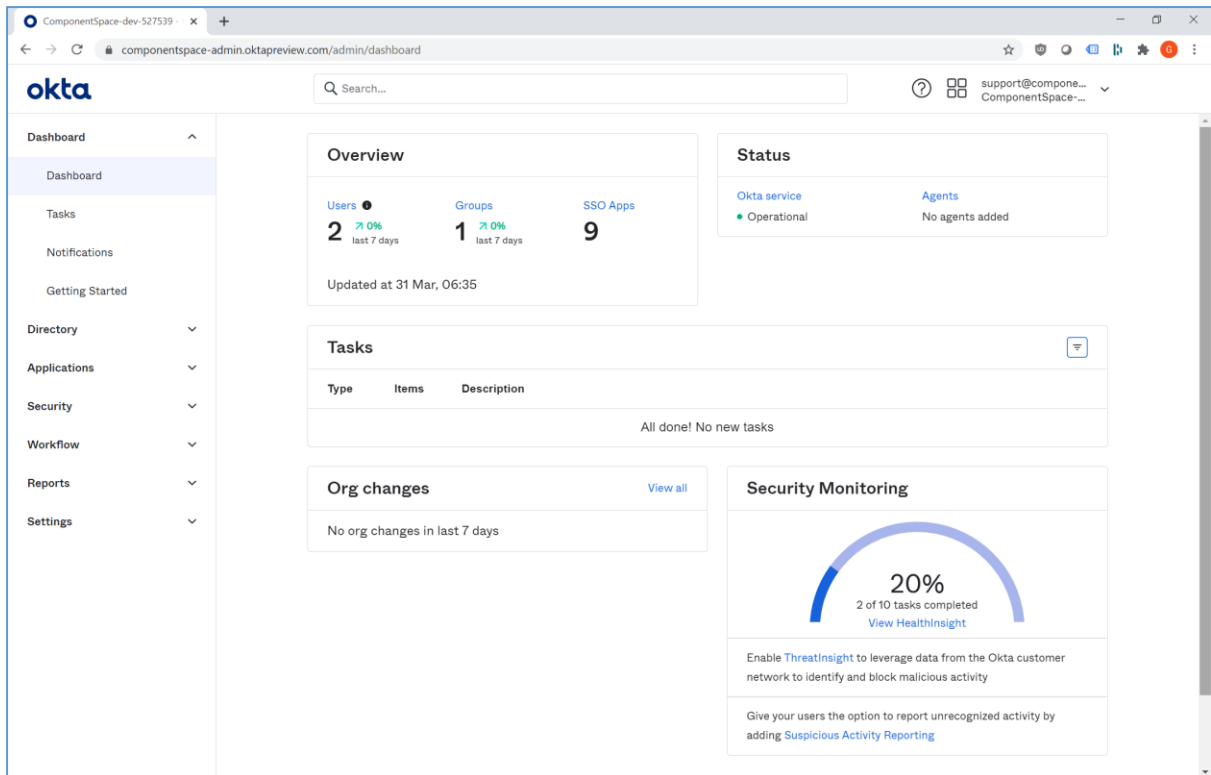 ComponentSpace-dev-527539 -
componentspace-admin.oktapreview.com/admin/dashboard
G
okta
Search...
support@compone...
ComponentSpace-...
Dashboard
Dashboard
Tasks
Notifications
Getting Started
Directory
Applications
Security
Workflow
Reports
Settings
Overview
Users
Groups
SSO Apps
2 0%
last 7 days
1 0%
last 7 days
9
Updated at 31 Mar, 06:35
Status
Okta service
Agents
Operational
No agents added
Tasks
Type Items Description
All done! No new tasks
Org changes
View all
No org changes in last 7 days
Security Monitoring
20%
2 of 10 tasks completed
View HealthInsight
Enable ThreatInsight to leverage data from the Okta customer
network to identify and block malicious activity
Give your users the option to report unrecognized activity by
adding Suspicious Activity Reporting